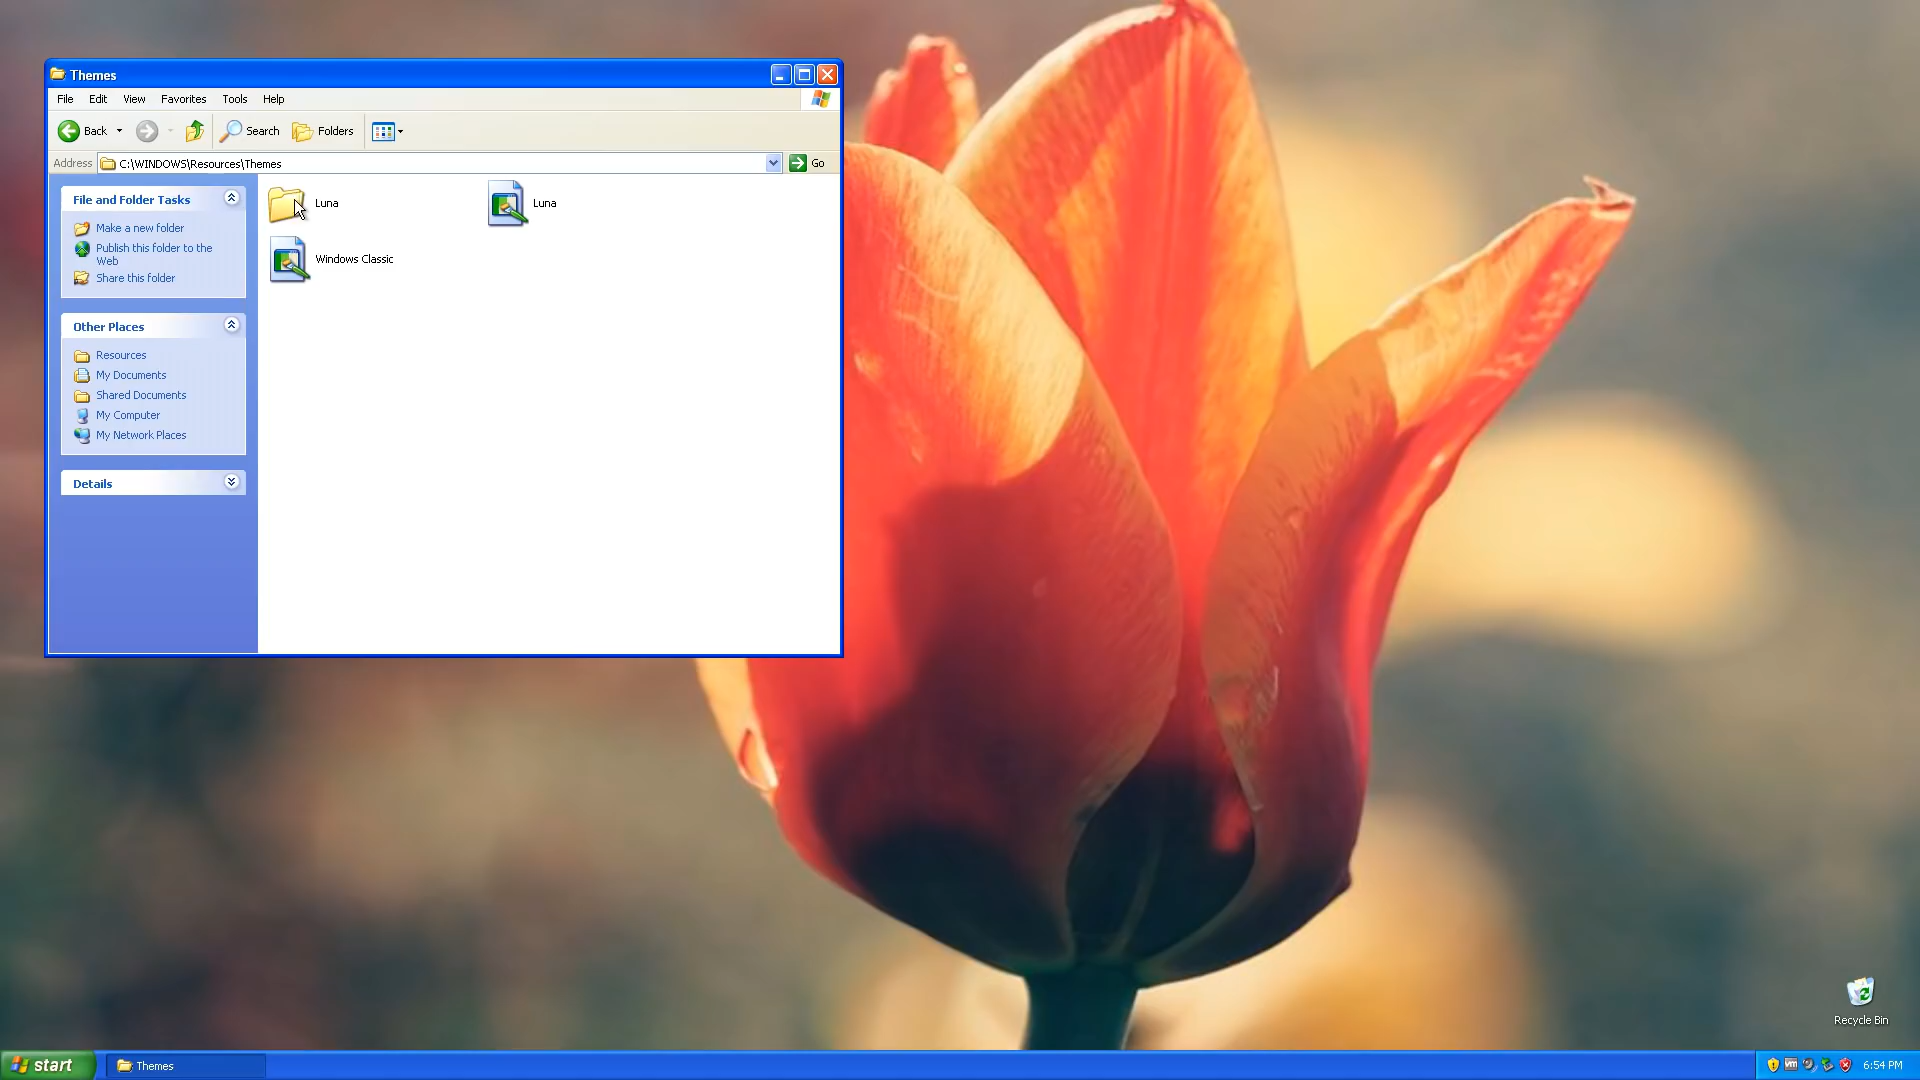 Themes
File Edit View Favorites Tools Help
Back Search Folders
Address C:\WINDOWS\Resources\Themes Go
File and Folder Tasks
Make a new folder
Publish this folder to the
Web
Share this folder
Other Places
Resources
My Documents
Shared Documents
My Computer
My Network Places
Details
Luna Luna
Windows Classic
Recycle Bin
start Themes vm 6:54 PM